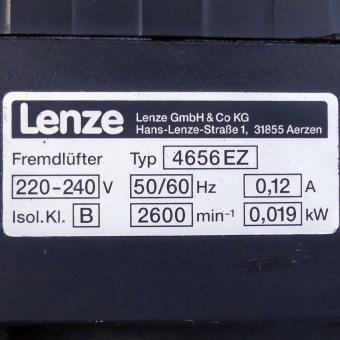 Lenze
Lenze GmbH & Co KG
Hans-Lenze-Straße 1, 31855 Aerzen
Fremdlüfter Typ 4656 EZ
220-240 V 50/60 Hz 0,12 A
Isol.Kl. B 2600 min⁻¹ 0,019 kW